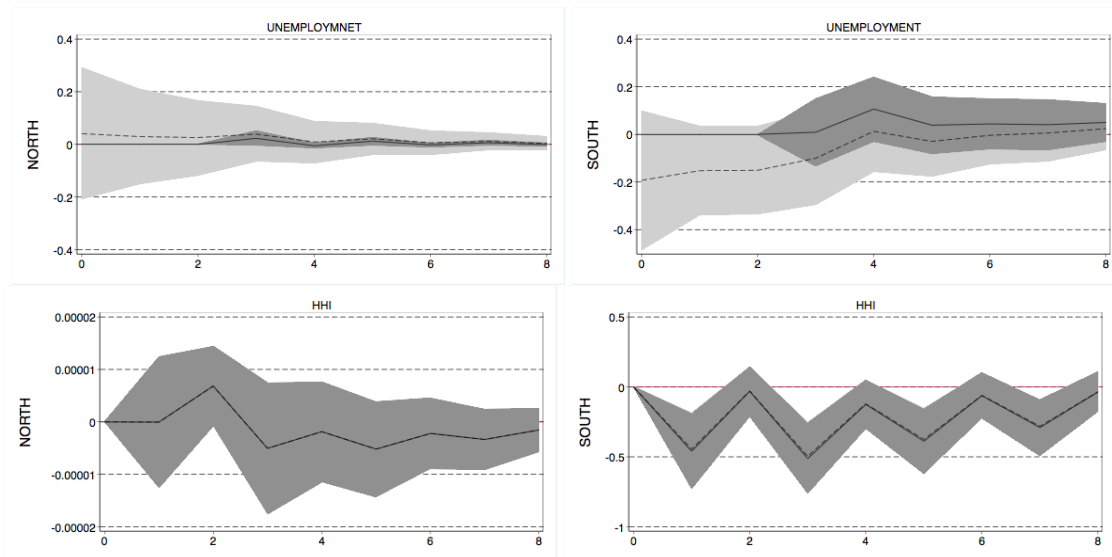 UNEMPLOYMNET
0.4
0.2
0
-0.2
-0.4
NORTH
0 2 4 6 8
UNEMPLOYMENT
0.4
0.2
0
-0.2
-0.4
SOUTH
0 2 4 6 8
HHI
0.00002
0.00001
0
-0.00001
-0.00002
NORTH
0 2 4 6 8
HHI
0.5
0
-0.5
-1
SOUTH
0 2 4 6 8